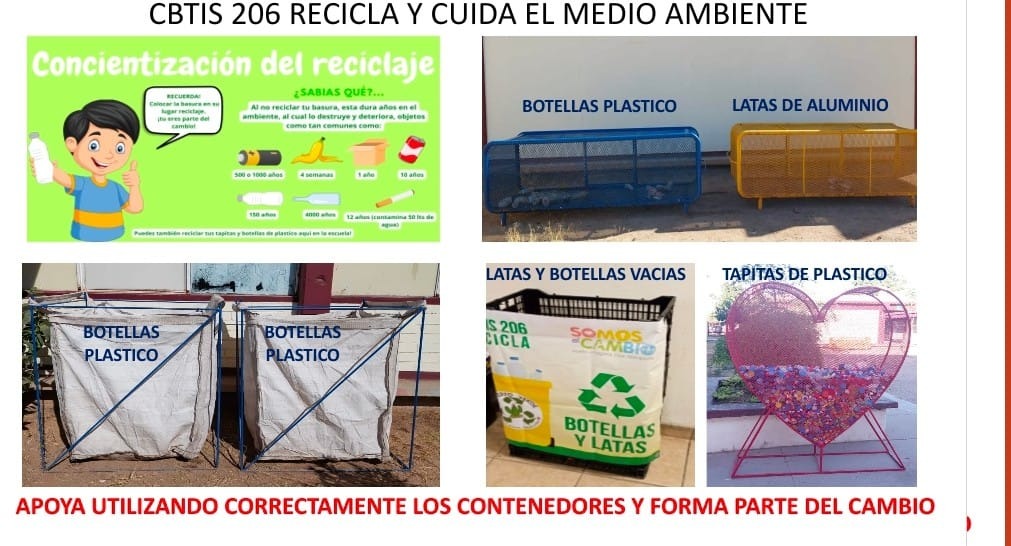 CBTIS 206 RECICLA Y CUIDA EL MEDIO AMBIENTE
Concientización del reciclaje
RECUERDA!
Colocar la basura en su
lugar reciclaje,
¡tu eres parte del
cambio!
¿SABIAS QUÉ?...
Al no reciclar tu basura, esta dura años en el
ambiente, al cual lo destruye y deteriora, objetos
como tan comunes como:
500 o 1000 años
4 semanas
1 año
10 años
150 años
4000 años
12 años (contamina 50 lts de
agua)
Puedes también reciclar tus tapitas y botellas de plastico aqui en la escuela!
BOTELLAS PLASTICO
LATAS DE ALUMINIO
BOTELLAS
PLASTICO
BOTELLAS
PLASTICO
LATAS Y BOTELLAS VACIAS
IS 206
CICLA
SOMOS
CAMBIO
BOTELLAS
Y LATAS
TAPITAS DE PLASTICO
APOYA UTILIZANDO CORRECTAMENTE LOS CONTENEDORES Y FORMA PARTE DEL CAMBIO